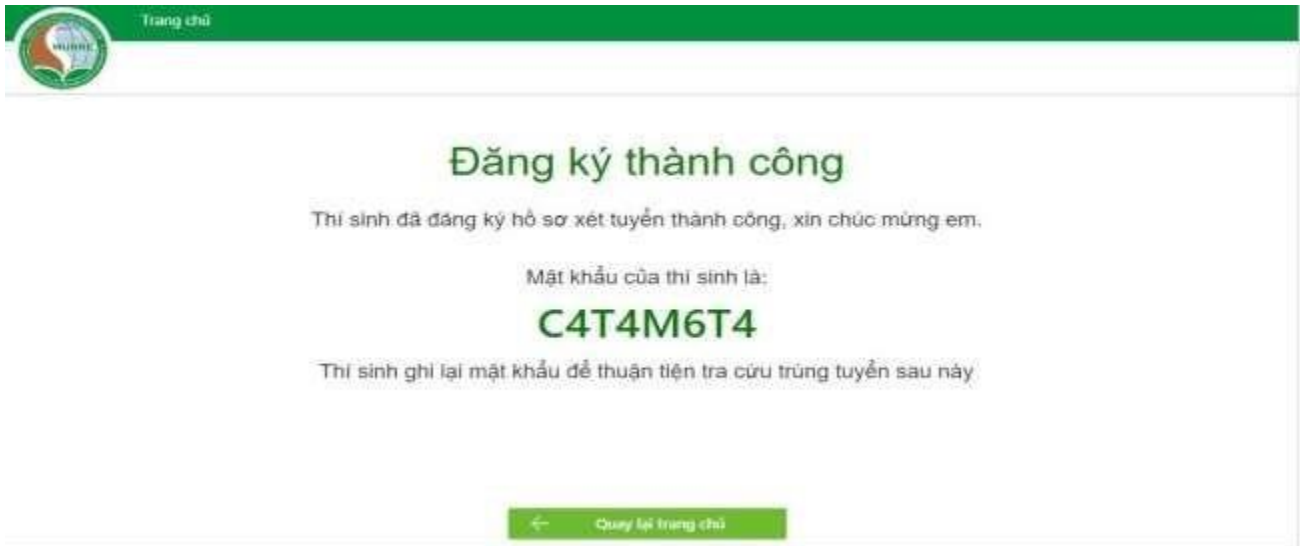 Trang chủ
HUNRE
Đăng ký thành công
Thí sinh đã đăng ký hồ sơ xét tuyển thành công, xin chúc mừng em.
Mật khẩu của thí sinh là:
C4T4M6T4
Thí sinh ghi lại mật khẩu để thuận tiện tra cứu trúng tuyển sau này
Quay lại trang chủ